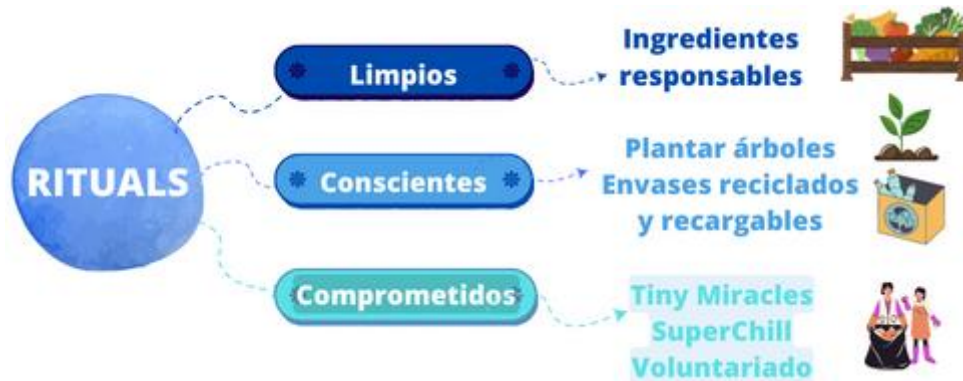 RITUALS
Limpios
Ingredientes
responsables
Conscientes
Plantar árboles
Envases reciclados
y recargables
Comprometidos
Tiny Miracles
SuperChill
Voluntariado